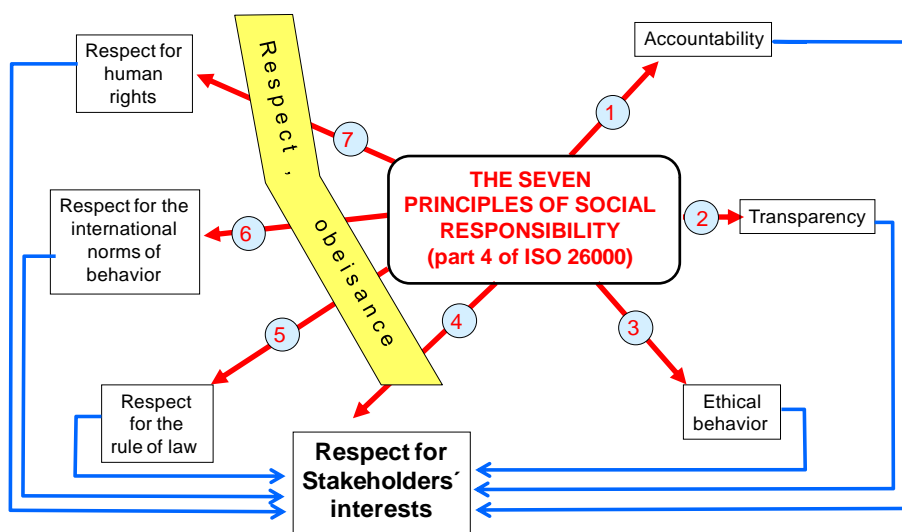 Respect for
human
rights
Respect, obeisance
Accountability
1
7
THE SEVEN
PRINCIPLES OF SOCIAL
RESPONSIBILITY
(part 4 of ISO 26000)
2
Transparency
Respect for the
international
norms of
behavior
6
5
4
3
Respect
for the
rule of law
Ethical
behavior
Respect for
Stakeholders´
interests